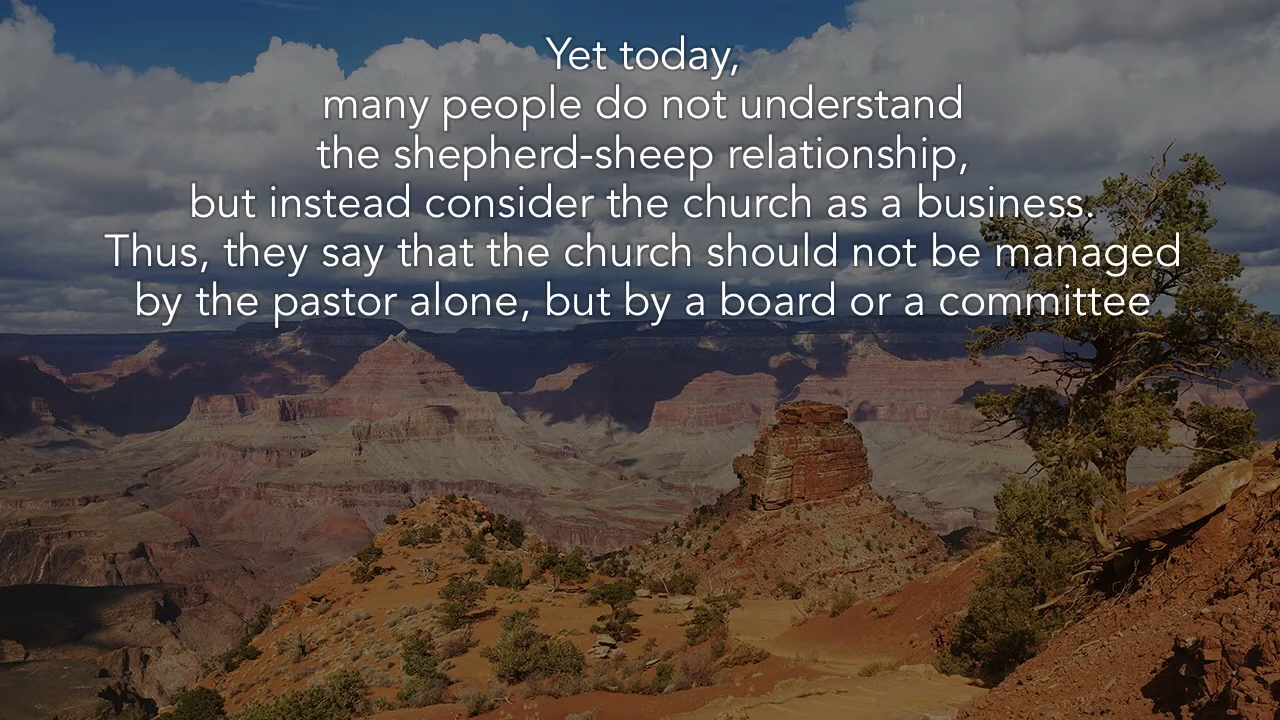 Yet today,
many people do not understand
the shepherd-sheep relationship,
but instead consider the church as a business.
Thus, they say that the church should not be managed
by the pastor alone, but by a board or a committee